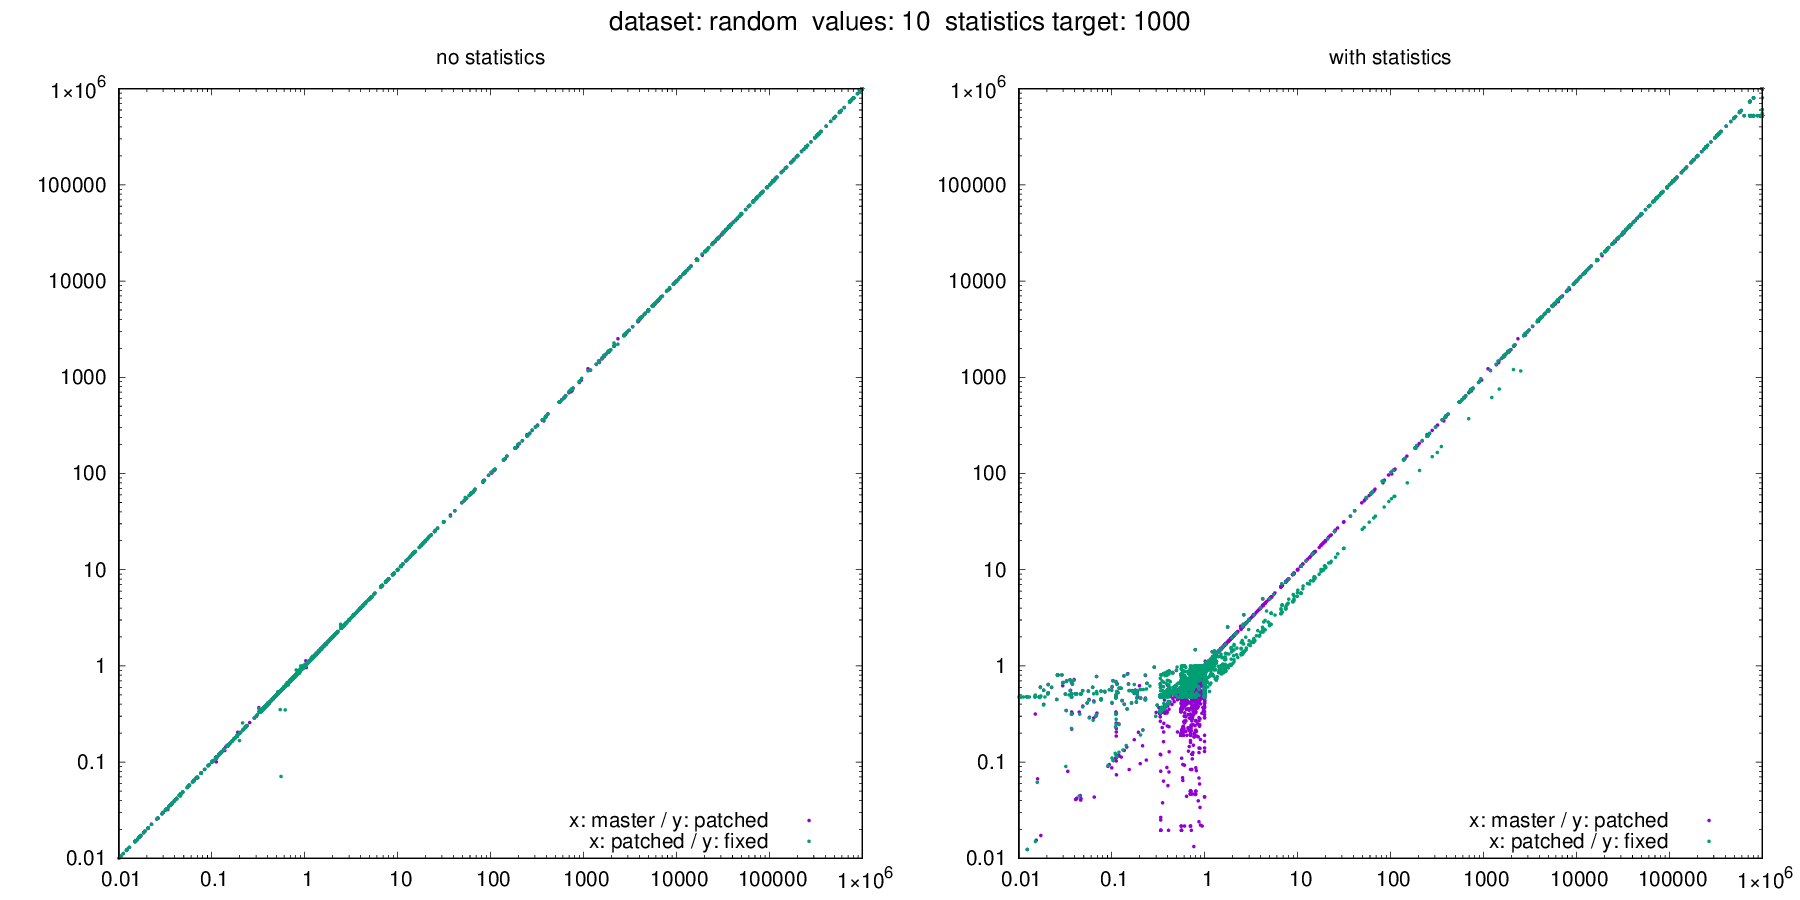 dataset: random  values: 10  statistics target: 1000
no statistics
1×10^6
100000
10000
1000
100
10
1
0.1
0.01
0.01 0.1 1 10 100 1000 10000 100000 1×10^6
x: master / y: patched
x: patched / y: fixed
with statistics
1×10^6
100000
10000
1000
100
10
1
0.1
0.01
0.01 0.1 1 10 100 1000 10000 100000 1×10^6
x: master / y: patched
x: patched / y: fixed